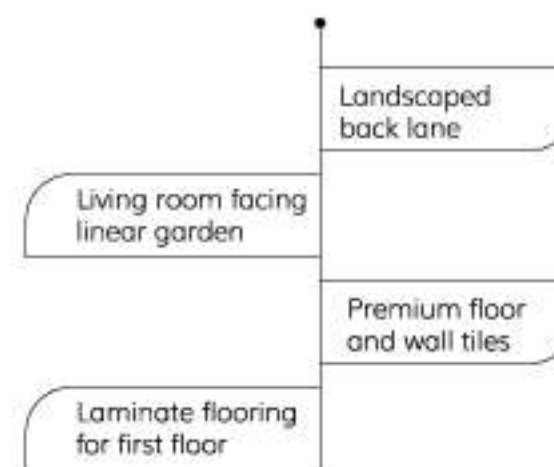 Landscaped
back lane
Living room facing
linear garden
Premium floor
and wall tiles
Laminate flooring
for first floor